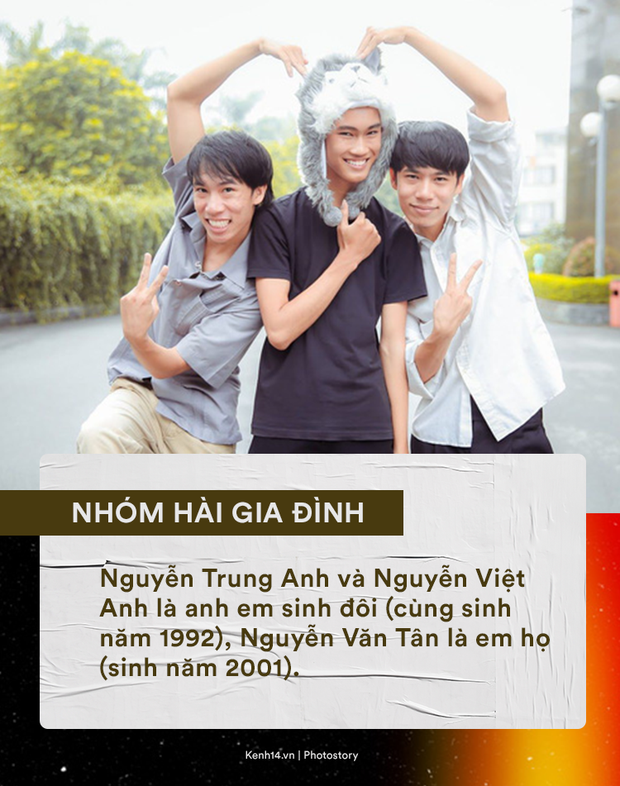 NHÓM HÀI GIA ĐÌNH
Nguyễn Trung Anh và Nguyễn Việt
Anh là anh em sinh đôi (cùng sinh
năm 1992), Nguyễn Văn Tân là em họ
(sinh năm 2001).
Kenh14.vn | Photostory